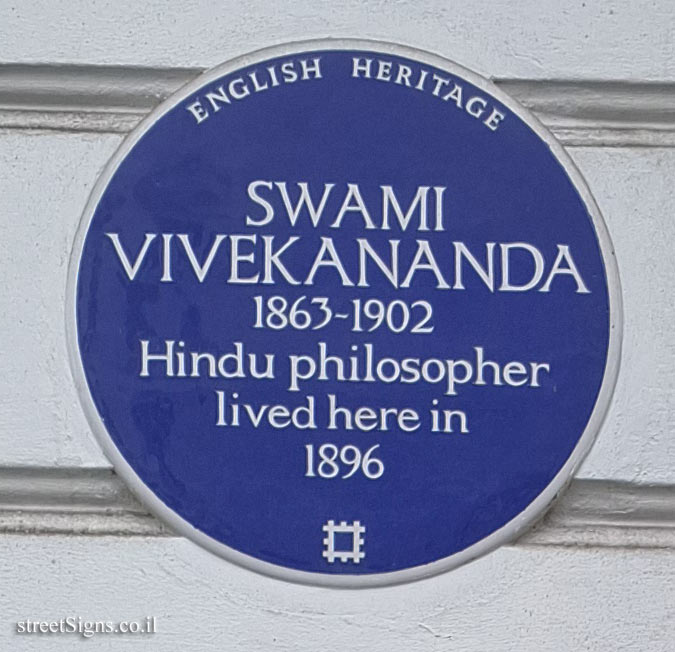 ENGLISH HERITAGE
SWAMI
VIVEKANANDA
1863-1902
Hindu philosopher
lived here in
1896
streetSigns.co.il